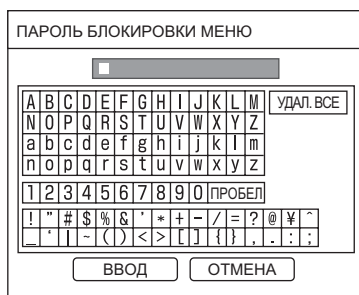 ПАРОЛЬ БЛОКИРОВКИ МЕНЮ
A B C D E F G H I J K L M УДАЛ. ВСЕ
N O P Q R S T U V W X Y Z
a b c d e f g h i j k l m
n o p q r s t u v w x y z
1 2 3 4 5 6 7 8 9 0 ПРОБЕЛ
! " # $ % & ' * + - / = ? @ ¥ ^
_ ‘ | ~ ( ) < > [ ] { } , . : ;
ВВОД ОТМЕНА